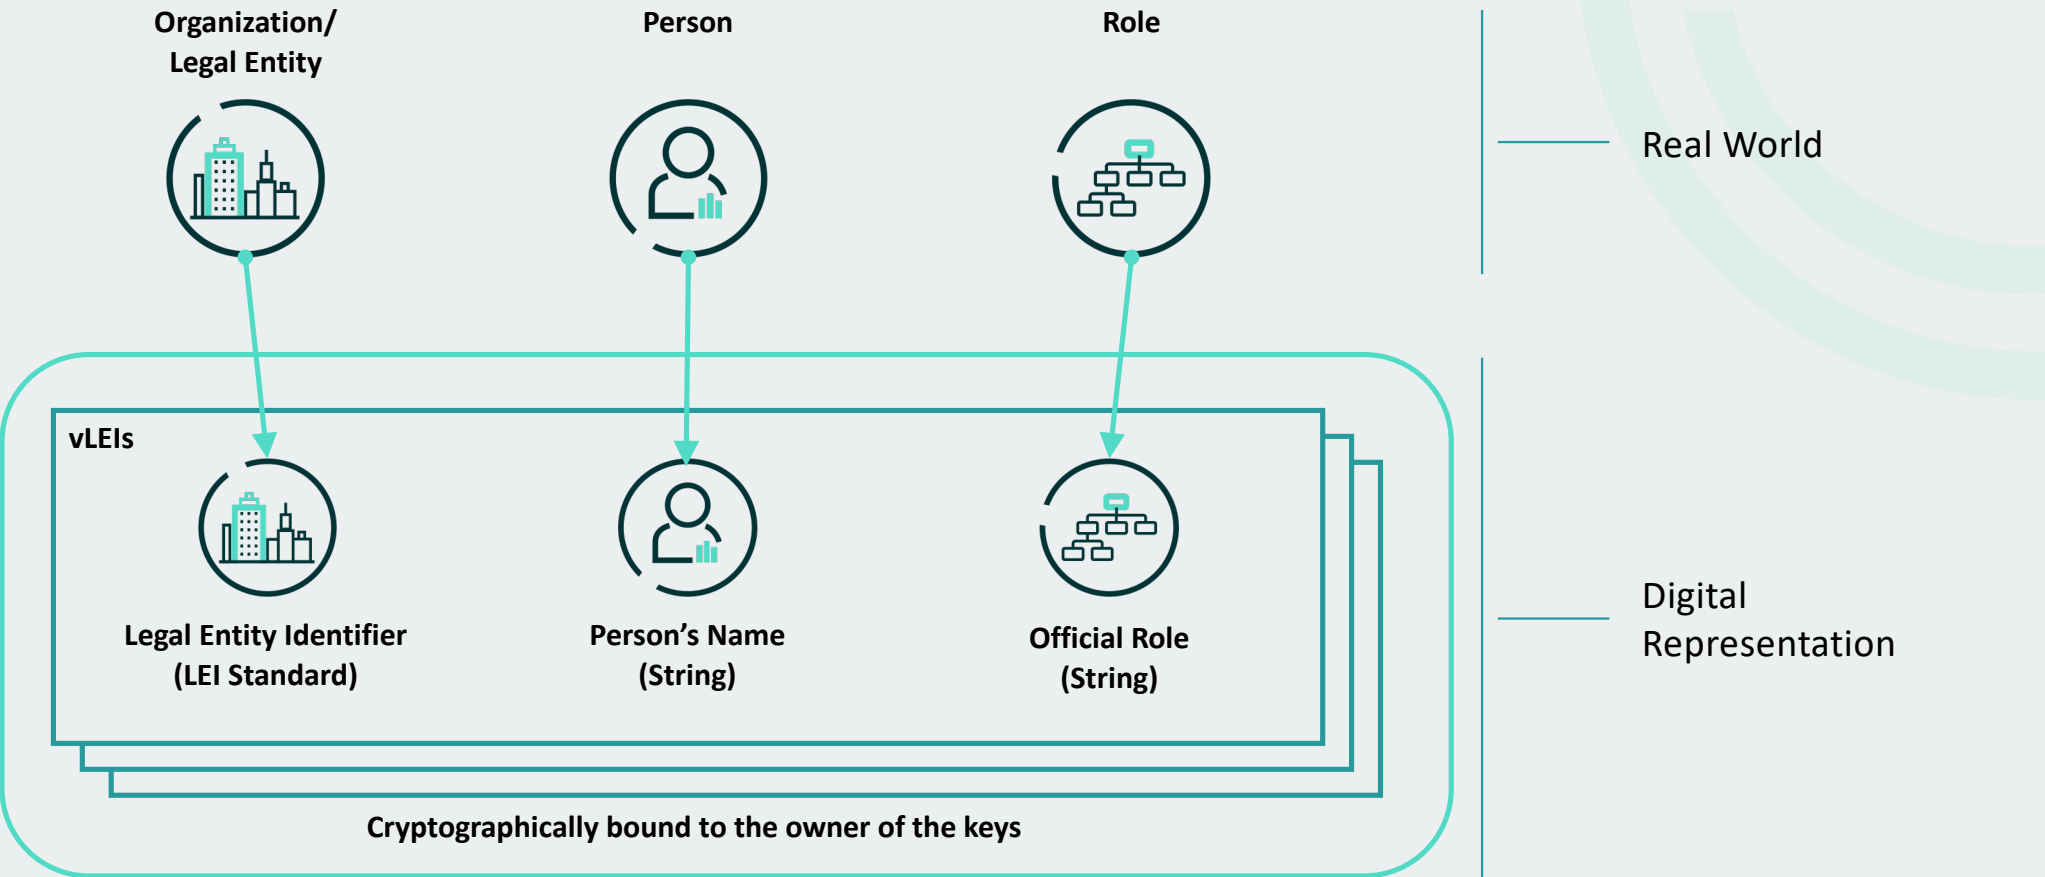 Organization/
Legal Entity
Person
Role
Real World
vLEIs
Legal Entity Identifier
(LEI Standard)
Person’s Name
(String)
Official Role
(String)
Digital
Representation
Cryptographically bound to the owner of the keys